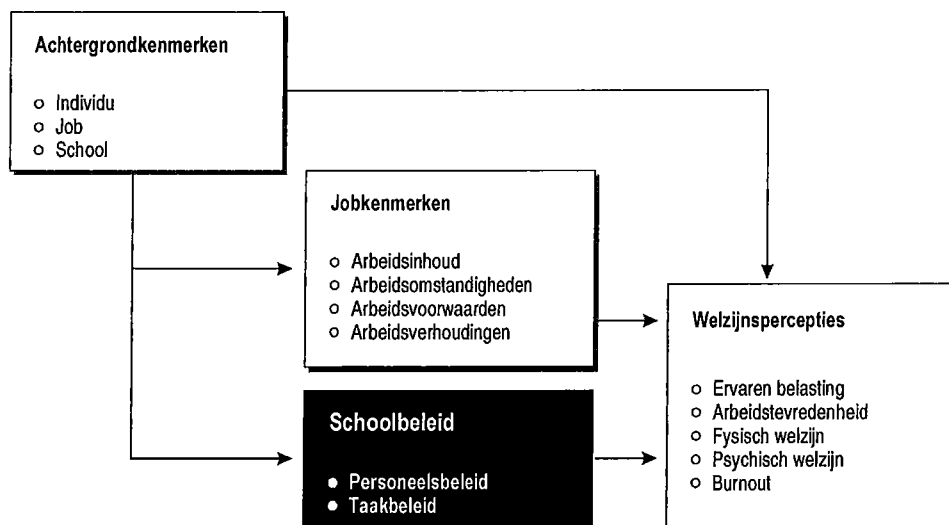 Achtergrondkenmerken
Individu
Job
School
Jobkenmerken
Arbeidsinhoud
Arbeidsomstandigheden
Arbeidsvoorwaarden
Arbeidsverhoudingen
Schoolbeleid
Personeelsbeleid
Taakbeleid
Welzijnspercepties
Ervaren belasting
Arbeidstevredenheid
Fysisch welzijn
Psychisch welzijn
Burnout